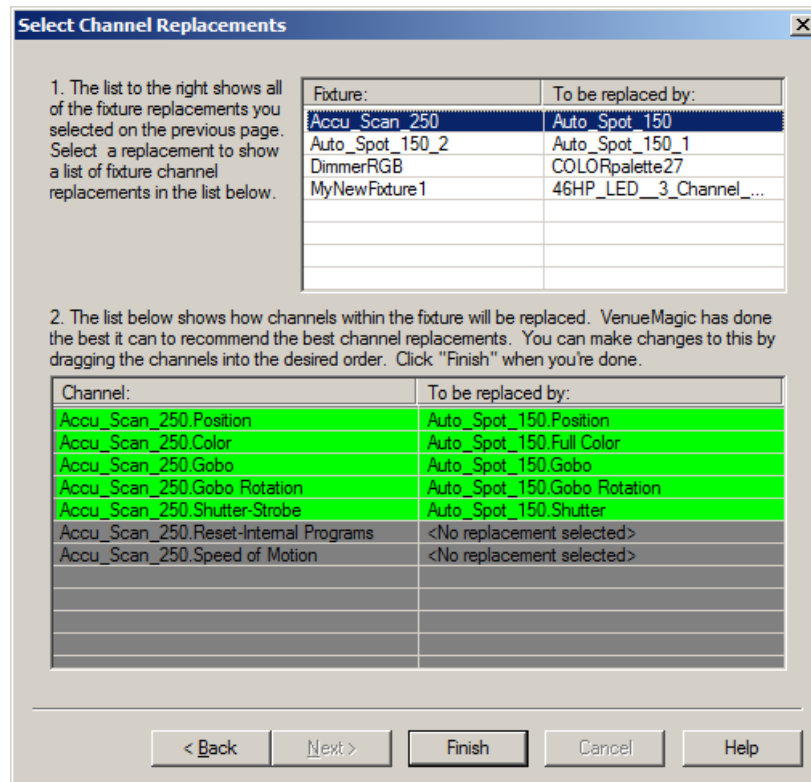 Select Channel Replacements
1. The list to the right shows all
of the fixture replacements you
selected on the previous page.
Select a replacement to show
a list of fixture channel
replacements in the list below.
Fixture: To be replaced by:
Accu_Scan_250 Auto_Spot_150
Auto_Spot_150_2 Auto_Spot_150_1
DimmerRGB COLORpalette27
MyNewFixture1 46HP_LED__3_Channel_...
2. The list below shows how channels within the fixture will be replaced. VenueMagic has done
the best it can to recommend the best channel replacements. You can make changes to this by
dragging the channels into the desired order. Click "Finish" when you're done.
Channel: To be replaced by:
Accu_Scan_250.Position Auto_Spot_150.Position
Accu_Scan_250.Color Auto_Spot_150.Full Color
Accu_Scan_250.Gobo Auto_Spot_150.Gobo
Accu_Scan_250.Gobo Rotation Auto_Spot_150.Gobo Rotation
Accu_Scan_250.Shutter-Strobe Auto_Spot_150.Shutter
Accu_Scan_250.Reset-Internal Programs <No replacement selected>
Accu_Scan_250.Speed of Motion <No replacement selected>
< Back Next > Finish Cancel Help